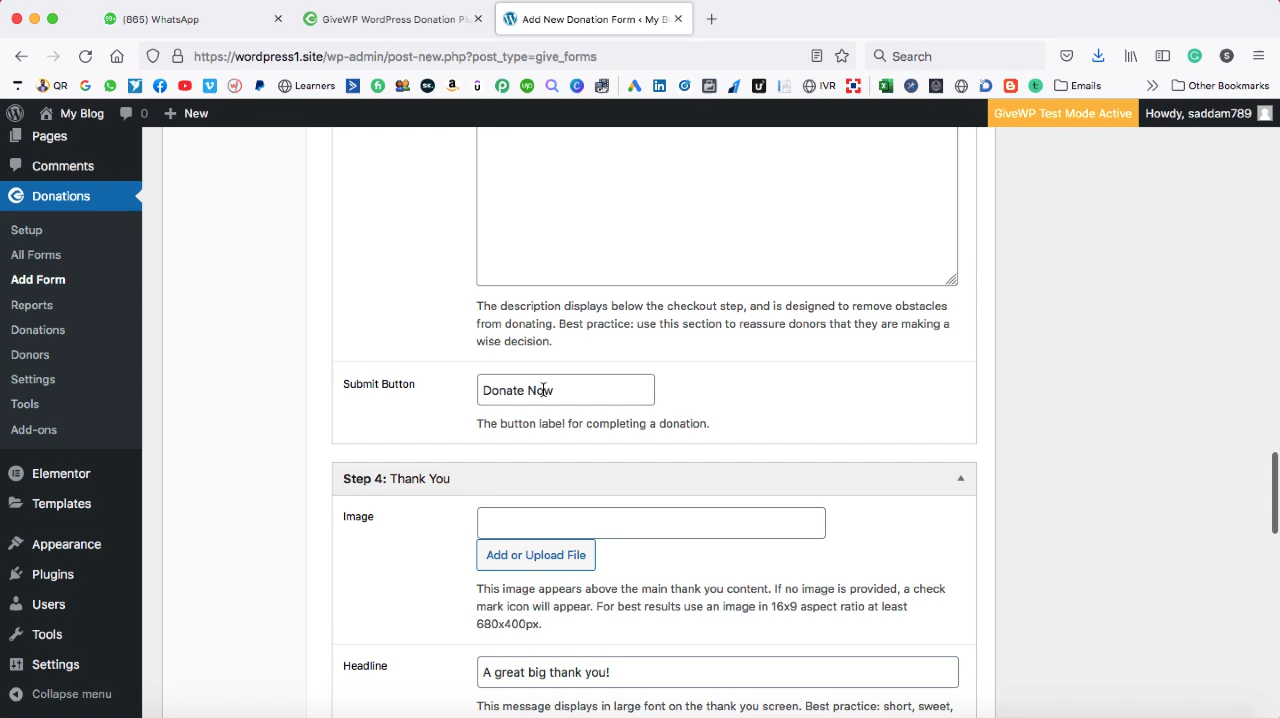 (865) WhatsApp
GiveWP WordPress Donation Plu
Add New Donation Form ‹ My B
https://wordpress1.site/wp-admin/post-new.php?post_type=give_forms
Search
QR
Learners
IVR
Emails
Other Bookmarks
My Blog
0
New
GiveWP Test Mode Active
Howdy, saddam789
Pages
Comments
Donations
Setup
All Forms
Add Form
Reports
Donations
Donors
Settings
Tools
Add-ons
Elementor
Templates
Appearance
Plugins
Users
Tools
Settings
Collapse menu
The description displays below the checkout step, and is designed to remove obstacles
from donating. Best practice: use this section to reassure donors that they are making a
wise decision.
Submit Button
Donate Now
The button label for completing a donation.
Step 4: Thank You
Image
Add or Upload File
This image appears above the main thank you content. If no image is provided, a check
mark icon will appear. For best results use an image in 16x9 aspect ratio at least
680x400px.
Headline
A great big thank you!
This message displays in large font on the thank you screen. Best practice: short, sweet,